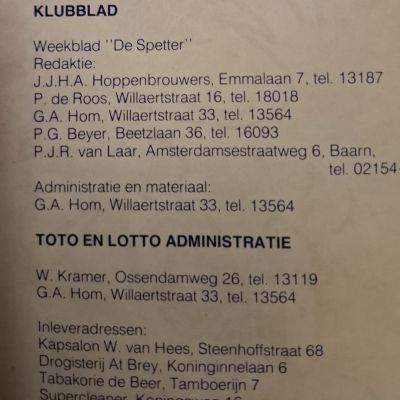 KLUBBLAD
Weekblad ''De Spetter''
Redaktie:
J.J.H.A. Hoppenbrouwers, Emmalaan 7, tel. 13187
P. de Roos, Willaertstraat 16, tel. 18018
G.A. Hom, Willaertstraat 33, tel. 13564
P.G. Beyer, Beetzlaan 36, tel. 16093
P.J.R. van Laar, Amsterdamsestraatweg 6, Baarn,
tel. 02154-
Administratie en materiaal:
G.A. Hom, Willaertstraat 33, tel. 13564
TOTO EN LOTTO ADMINISTRATIE
W. Kramer, Ossendamweg 26, tel. 13119
G.A. Hom, Willaertstraat 33, tel. 13564
Inleveradressen:
Kapsalon W. van Hees, Steenhoffstraat 68
Drogisterij At Brey, Koninginnelaan 6
Tabakorie de Beer, Tamboerijn 7
Supercleaner, Koningsweg 16